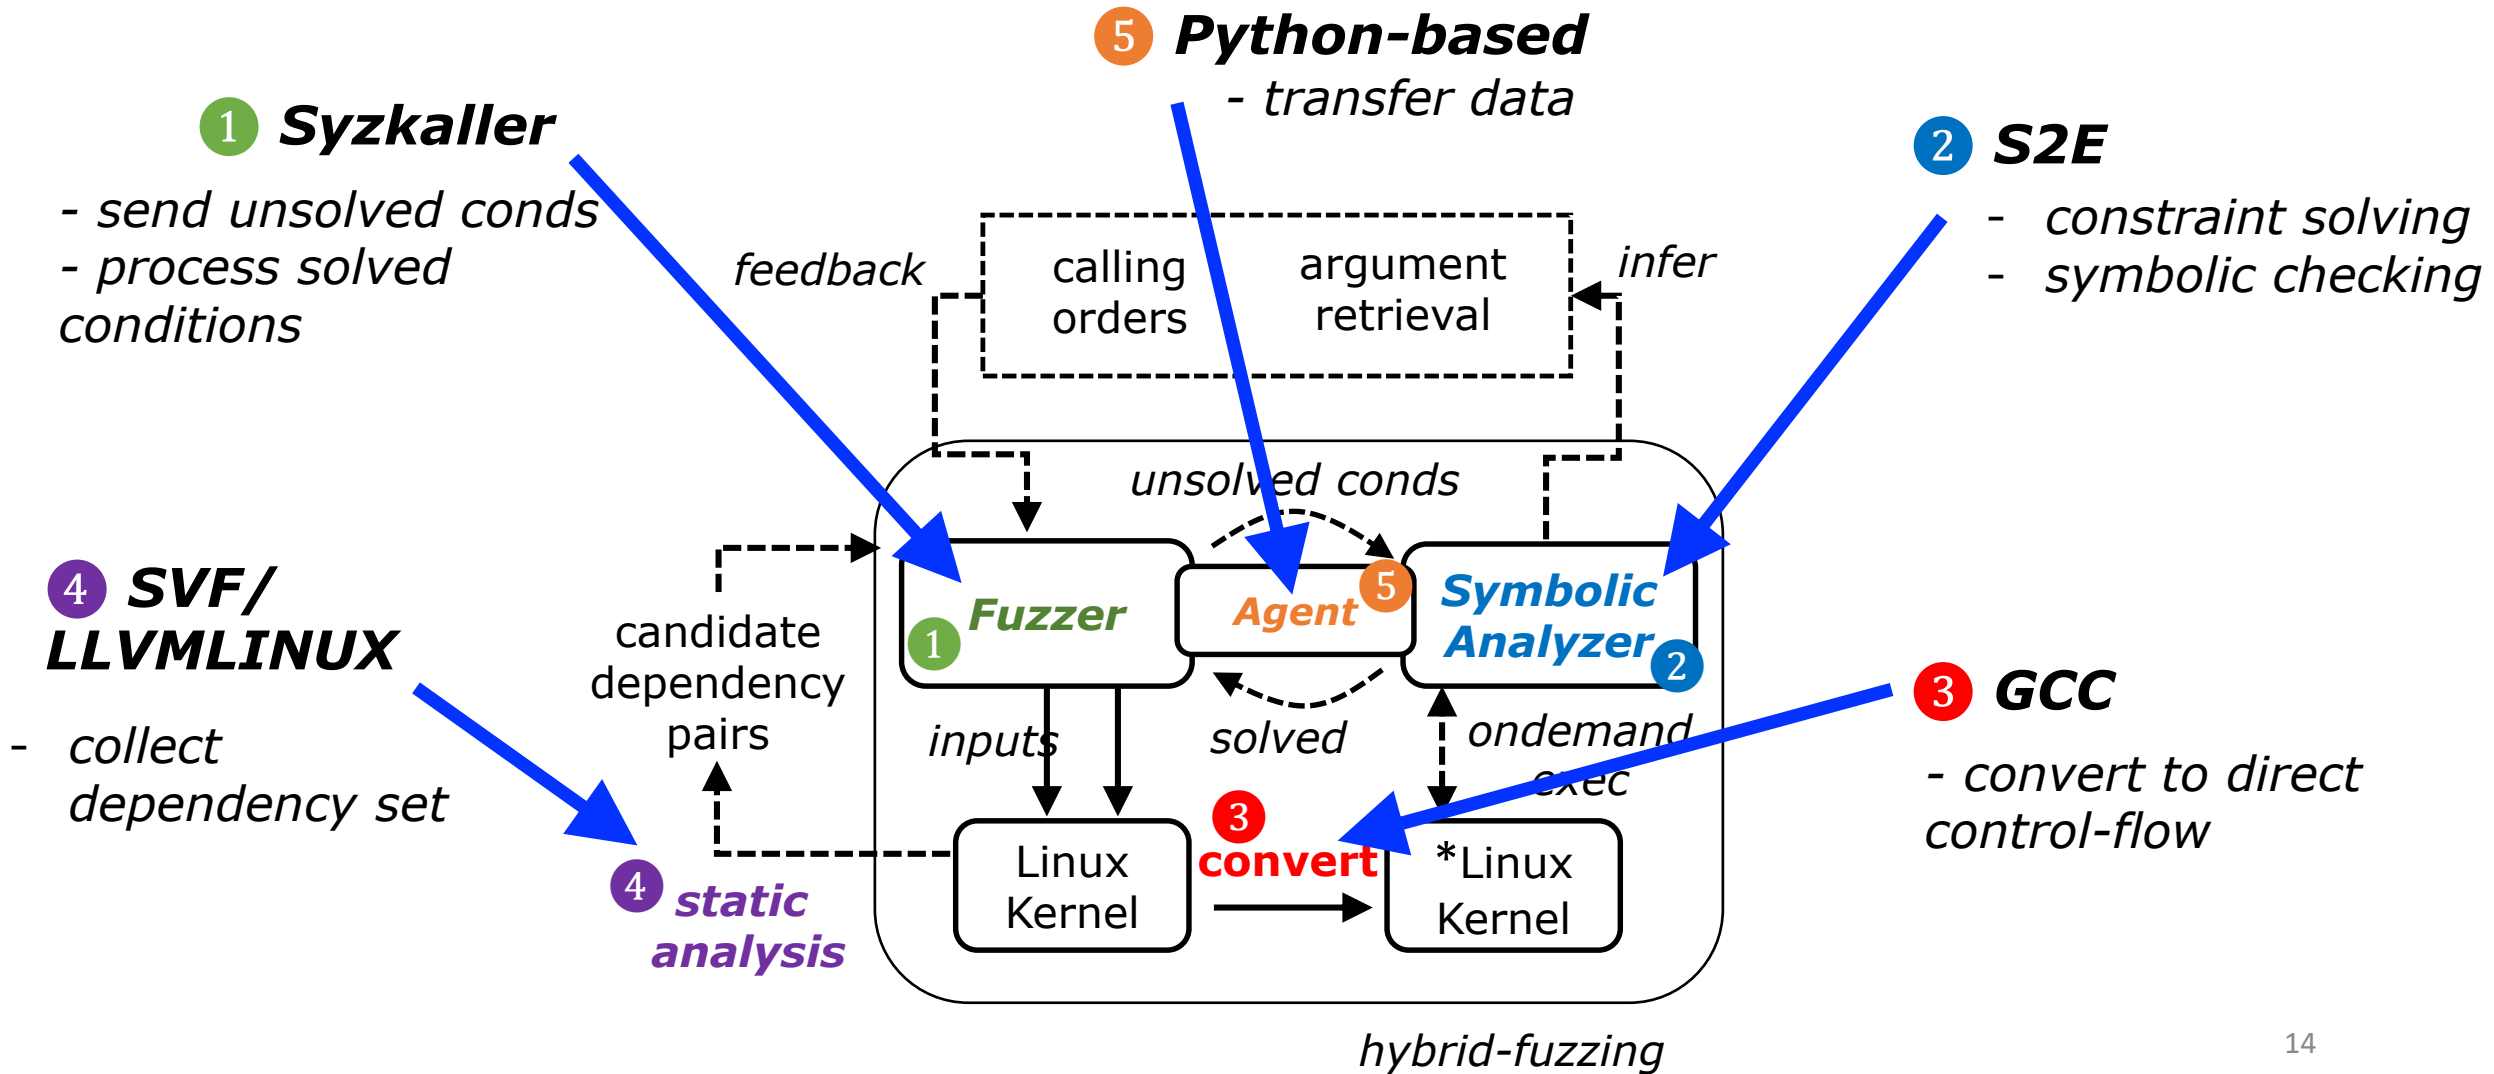 5 Python-based
- transfer data
1 Syzkaller
- send unsolved conds
- process solved
conditions
2 S2E
- constraint solving
- symbolic checking
feedback
calling
orders
argument
retrieval
infer
unsolved conds
4 SVF/
LLVMLINUX
- collect
dependency set
candidate
dependency
pairs
Fuzzer
1
Agent
5
Symbolic
Analyzer
2
inputs
solved
ondemand
exec
3 GCC
- convert to direct
control-flow
3
convert
Linux
Kernel
*Linux
Kernel
4 static
analysis
hybrid-fuzzing
14